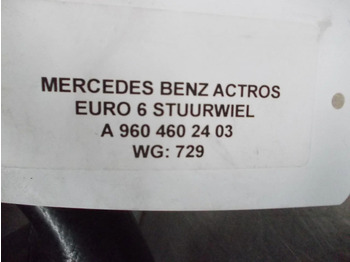 MERCEDES BENZ ACTROS
EURO 6 STUURWIEL
A 960 460 24 03
WG: 729